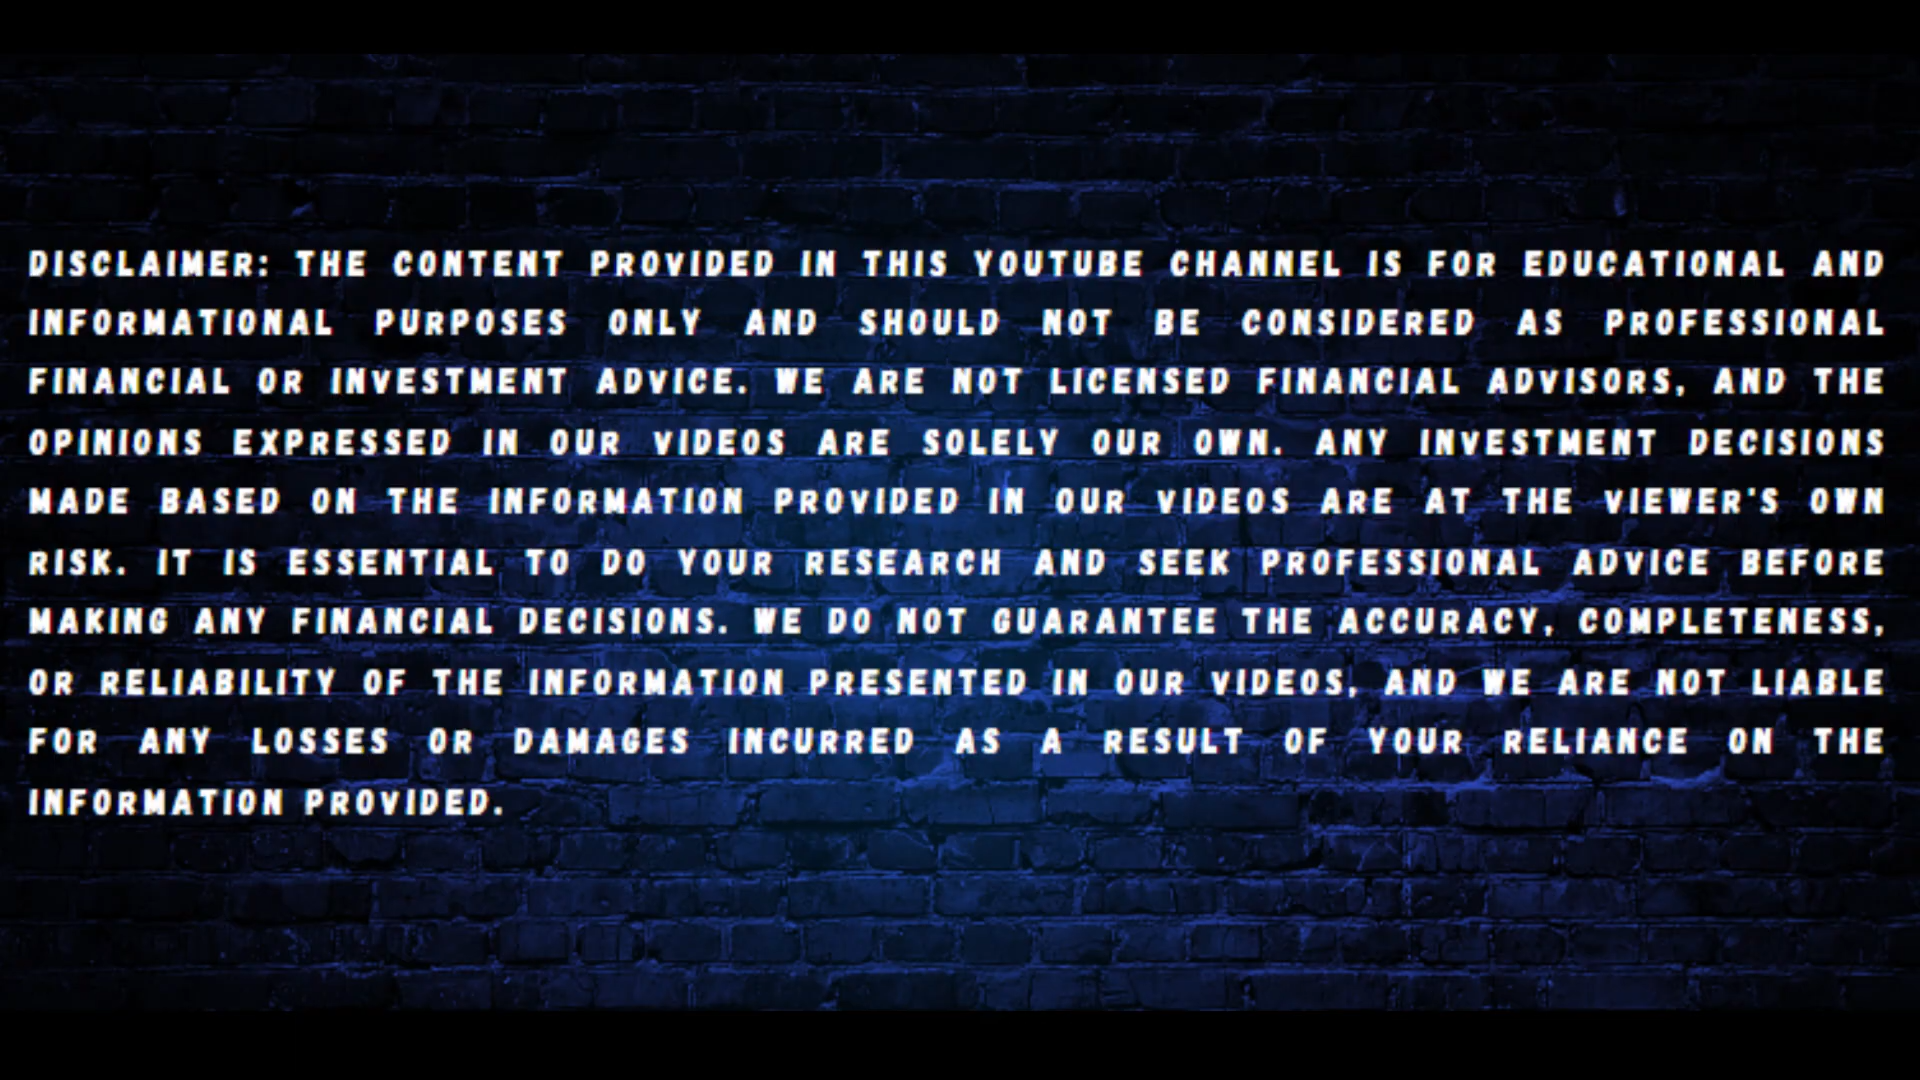 DISCLAIMER: THE CONTENT PROVIDED IN THIS YOUTUBE CHANNEL IS FOR EDUCATIONAL AND
INFORMATIONAL PURPOSES ONLY AND SHOULD NOT BE CONSIDERED AS PROFESSIONAL
FINANCIAL OR INVESTMENT ADVICE. WE ARE NOT LICENSED FINANCIAL ADVISORS, AND THE
OPINIONS EXPRESSED IN OUR VIDEOS ARE SOLELY OUR OWN. ANY INVESTMENT DECISIONS
MADE BASED ON THE INFORMATION PROVIDED IN OUR VIDEOS ARE AT THE VIEWER'S OWN
RISK. IT IS ESSENTIAL TO DO YOUR RESEARCH AND SEEK PROFESSIONAL ADVICE BEFORE
MAKING ANY FINANCIAL DECISIONS. WE DO NOT GUARANTEE THE ACCURACY, COMPLETENESS,
OR RELIABILITY OF THE INFORMATION PRESENTED IN OUR VIDEOS, AND WE ARE NOT LIABLE
FOR ANY LOSSES OR DAMAGES INCURRED AS A RESULT OF YOUR RELIANCE ON THE
INFORMATION PROVIDED.